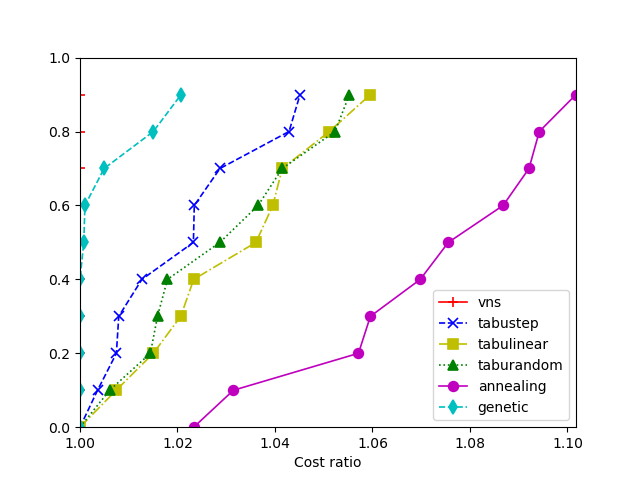 1.0
0.8
0.6
0.4
0.2
0.0
1.00 1.02 1.04 1.06 1.08 1.10
Cost ratio
vns
tabustep
tabulinear
taburandom
annealing
genetic